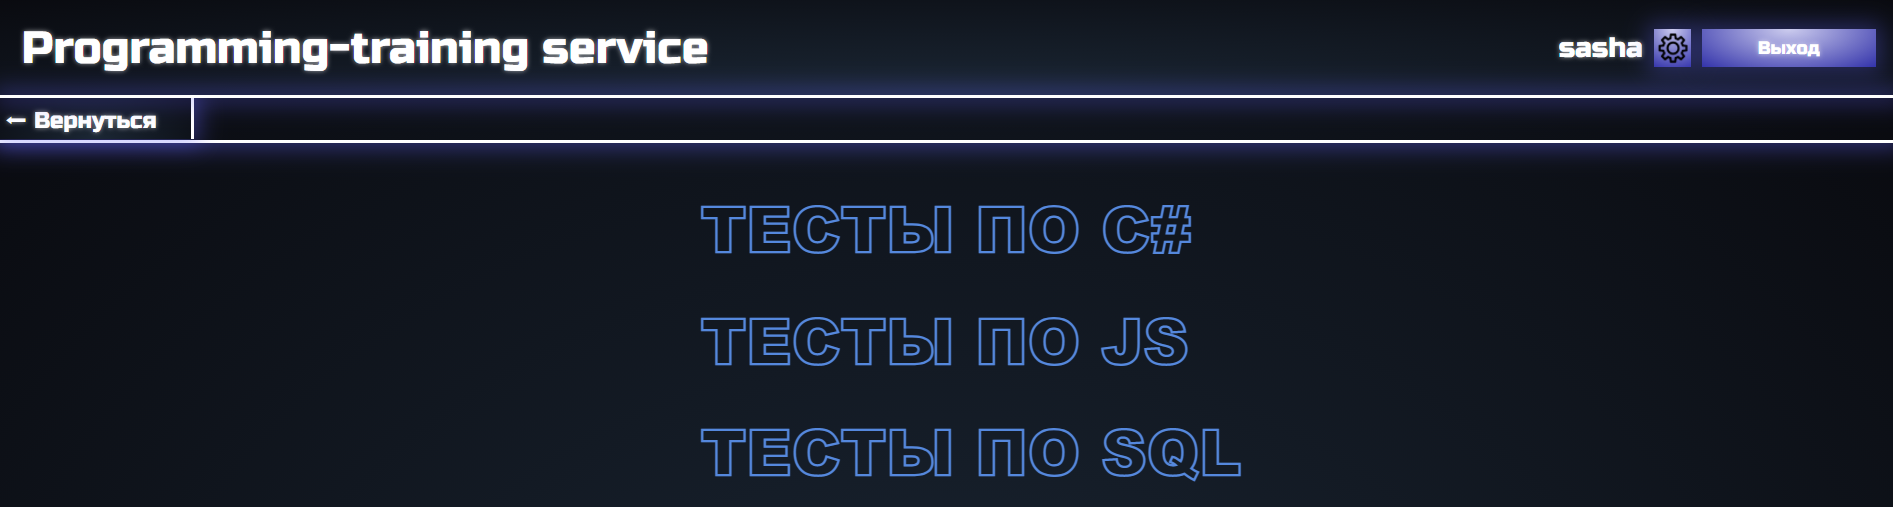 Programming-training service
sasha
Выход
← Вернуться
ТЕСТЫ ПО C#
ТЕСТЫ ПО JS
ТЕСТЫ ПО SQL